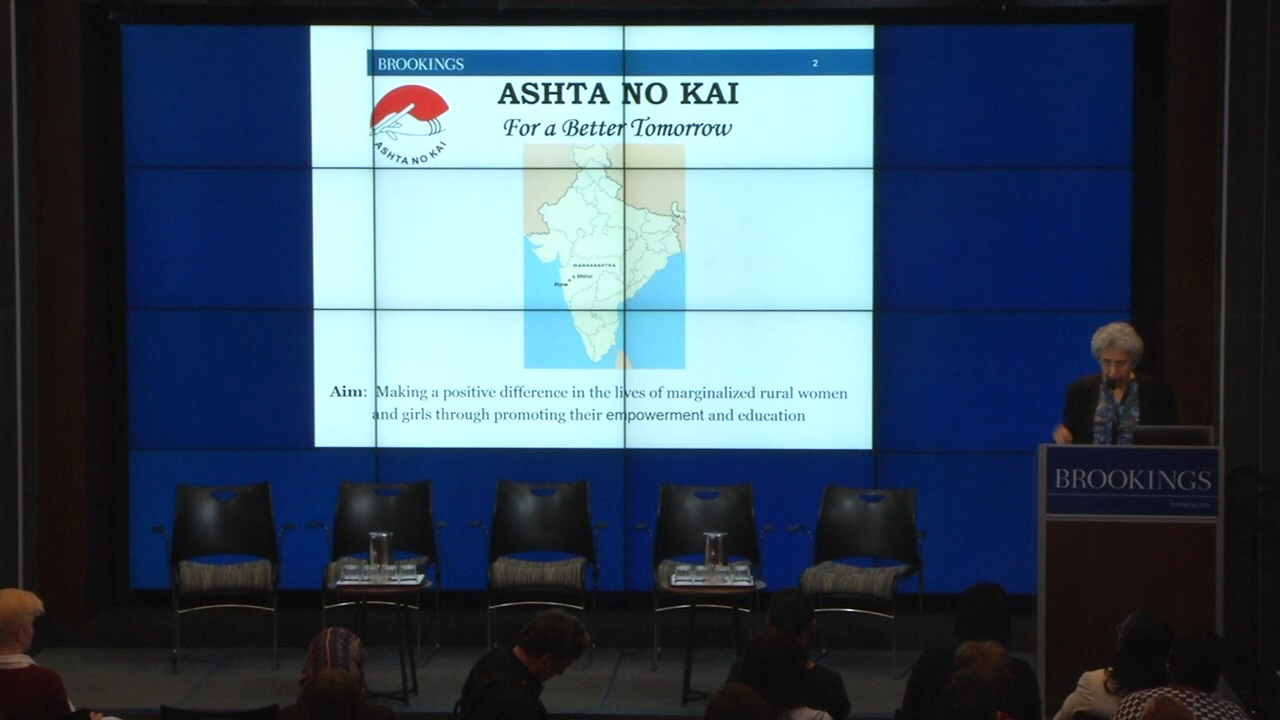 BROOKINGS 2
ASHTA NO KAI
For a Better Tomorrow
ASHTA NO KAI
MAHARASHTRA
Shirur
Pune
Aim: Making a positive difference in the lives of marginalized rural women
and girls through promoting their empowerment and education
BROOKINGS